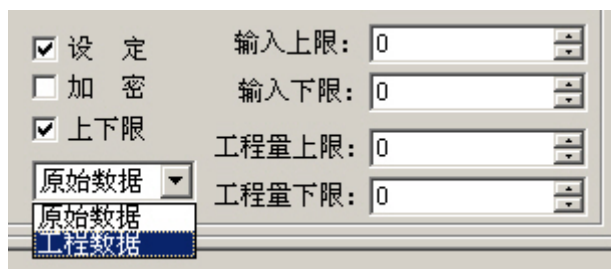 设 定 输入上限： 0
加 密 输入下限： 0
上下限 工程量上限： 0
原始数据 工程量下限： 0
原始数据
工程数据